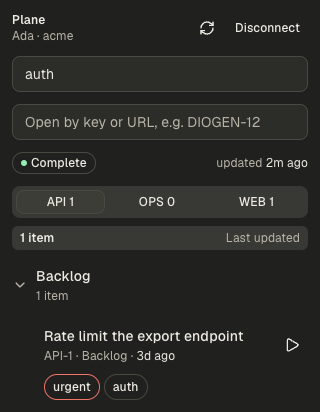 Plane
Ada · acme
Disconnect
auth
Open by key or URL, e.g. DIOGEN-12
Complete
updated 2m ago
API 1
OPS 0
WEB 1
1 item
Last updated
Backlog
1 item
Rate limit the export endpoint
API-1 · Backlog · 3d ago
urgent
auth